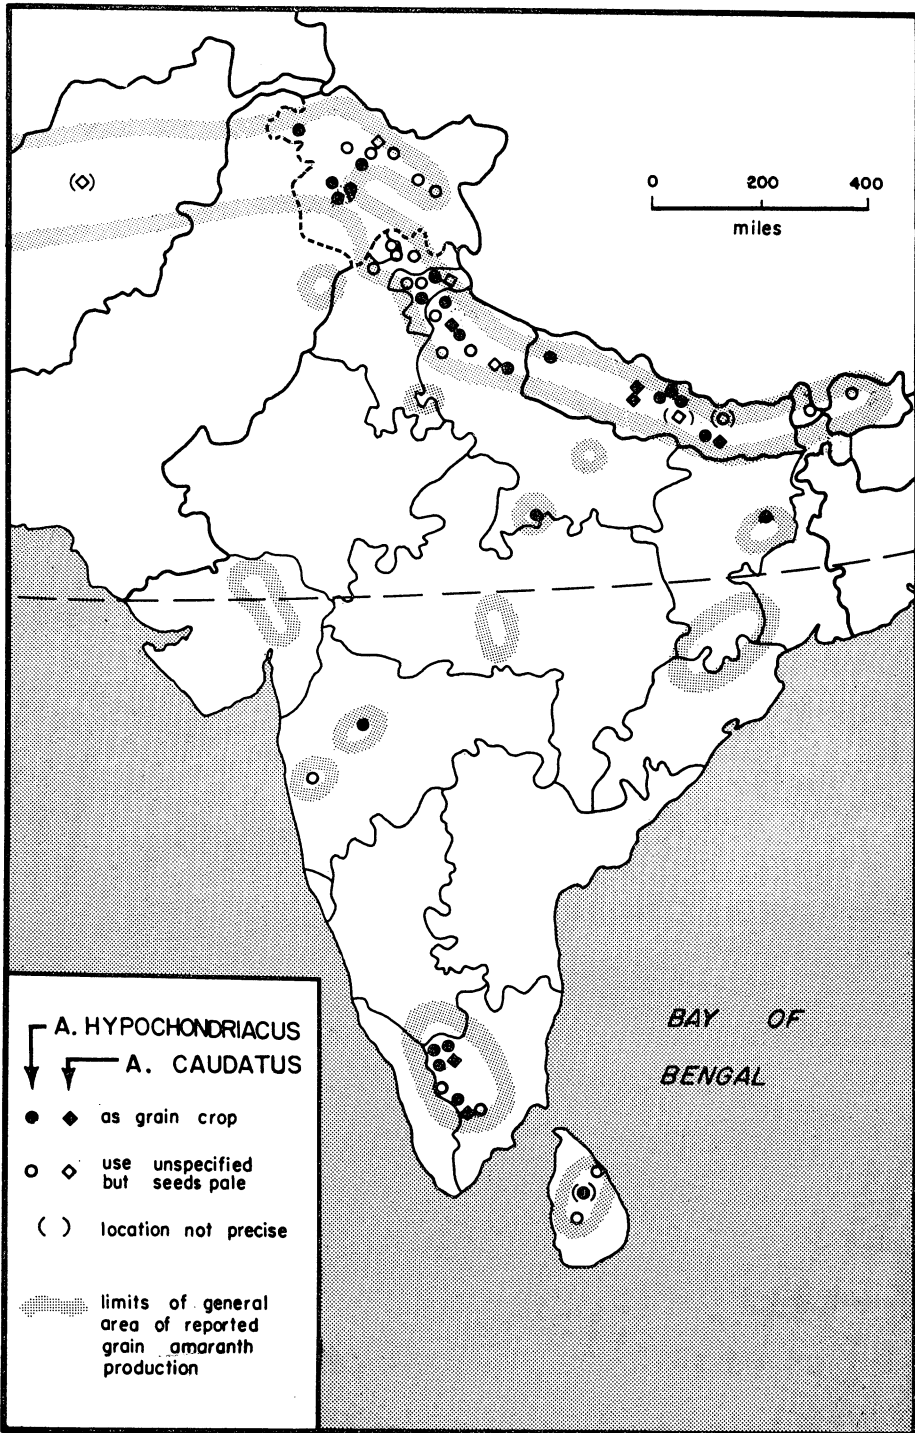 0 200 400
miles
BAY OF
BENGAL
A. HYPOCHONDRIACUS
A. CAUDATUS
as grain crop
use unspecified
but seeds pale
( ) location not precise
limits of general
area of reported
grain amaranth
production